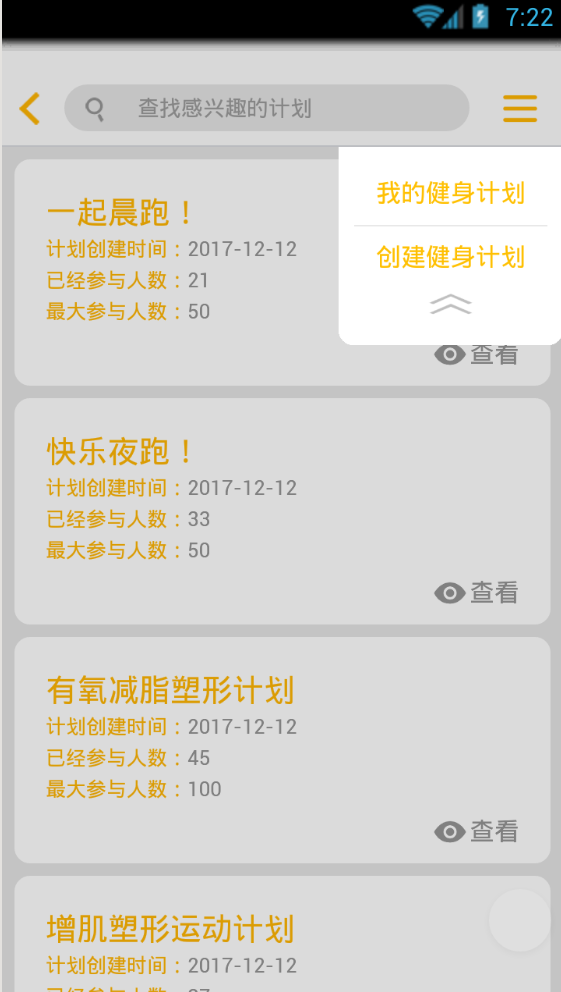 7:22
查找感兴趣的计划
我的健身计划
创建健身计划
一起晨跑！
计划创建时间：2017-12-12
已经参与人数：21
最大参与人数：50
查看
快乐夜跑！
计划创建时间：2017-12-12
已经参与人数：33
最大参与人数：50
查看
有氧减脂塑形计划
计划创建时间：2017-12-12
已经参与人数：45
最大参与人数：100
查看
增肌塑形运动计划
计划创建时间：2017-12-12